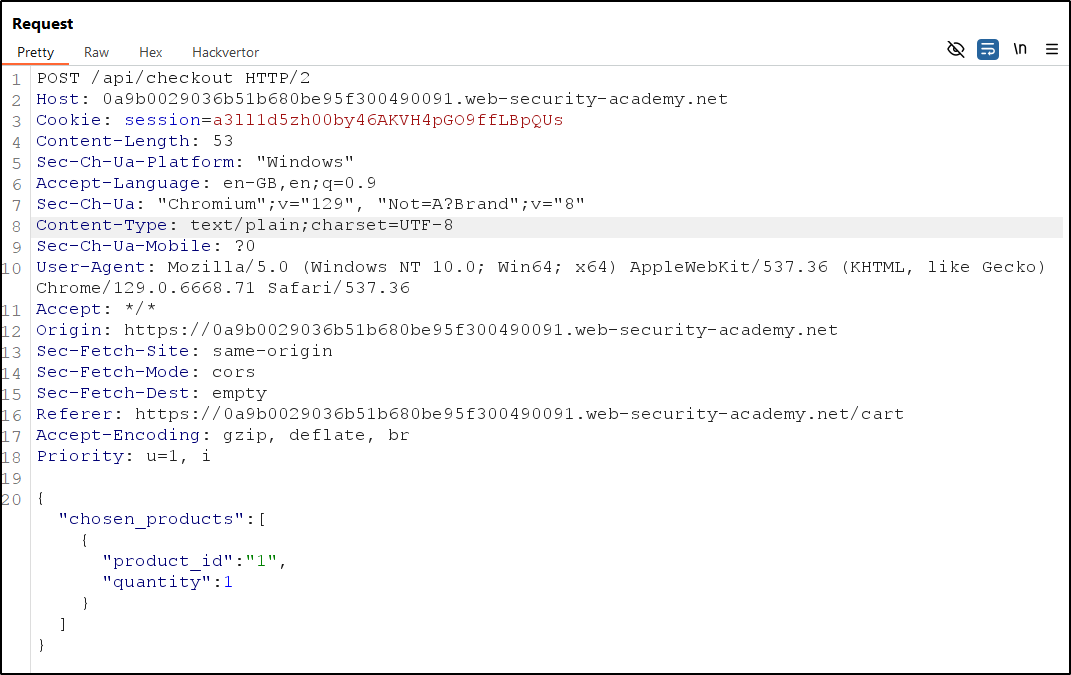 Request
Pretty Raw Hex Hackvertor \n
1 POST /api/checkout HTTP/2
2 Host: 0a9b0029036b51b680be95f300490091.web-security-academy.net
3 Cookie: session=a3l1l1d5zh00by46AKVH4pGO9ffLBpQUs
4 Content-Length: 53
5 Sec-Ch-Ua-Platform: "Windows"
6 Accept-Language: en-GB,en;q=0.9
7 Sec-Ch-Ua: "Chromium";v="129", "Not=A?Brand";v="8"
8 Content-Type: text/plain;charset=UTF-8
9 Sec-Ch-Ua-Mobile: ?0
10 User-Agent: Mozilla/5.0 (Windows NT 10.0; Win64; x64) AppleWebKit/537.36 (KHTML, like Gecko)
Chrome/129.0.6668.71 Safari/537.36
11 Accept: */*
12 Origin: https://0a9b0029036b51b680be95f300490091.web-security-academy.net
13 Sec-Fetch-Site: same-origin
14 Sec-Fetch-Mode: cors
15 Sec-Fetch-Dest: empty
16 Referer: https://0a9b0029036b51b680be95f300490091.web-security-academy.net/cart
17 Accept-Encoding: gzip, deflate, br
18 Priority: u=1, i
19
20 {
"chosen_products":[
{
"product_id":"1",
"quantity":1
}
]
}